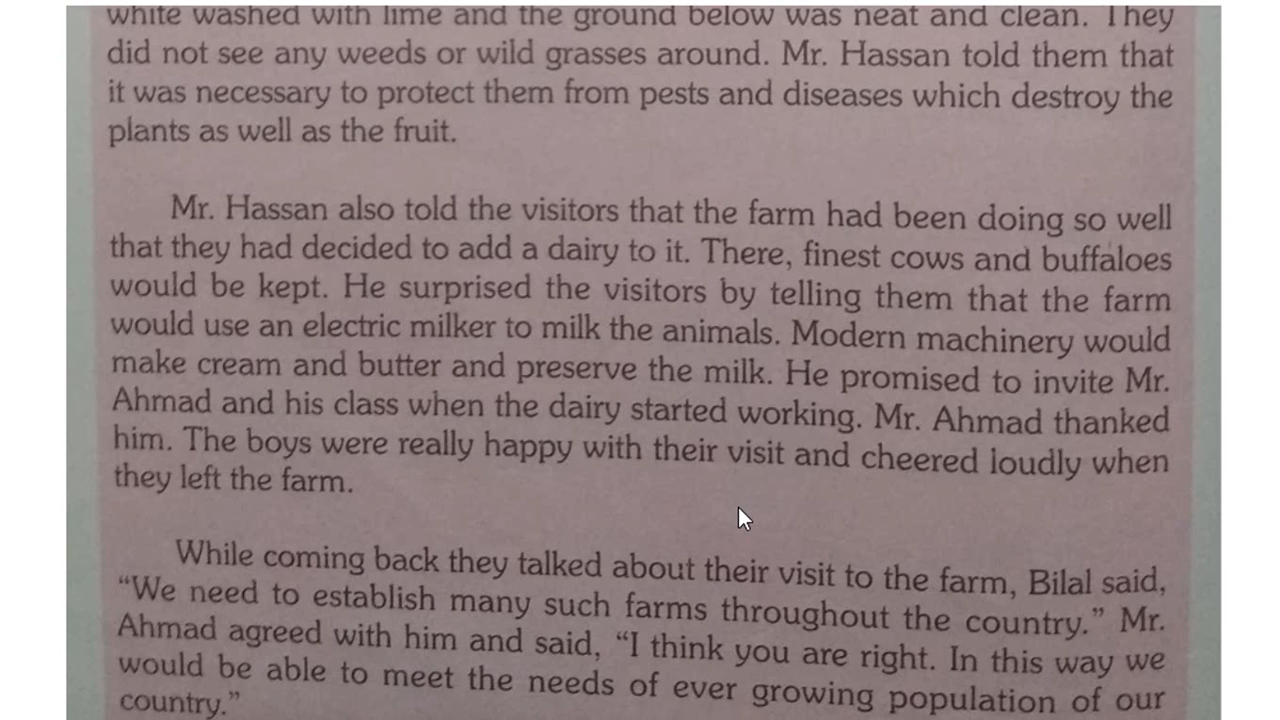 white washed with lime and the ground below was neat and clean. They
did not see any weeds or wild grasses around. Mr. Hassan told them that
it was necessary to protect them from pests and diseases which destroy the
plants as well as the fruit.
Mr. Hassan also told the visitors that the farm had been doing so well
that they had decided to add a dairy to it. There, finest cows and buffaloes
would be kept. He surprised the visitors by telling them that the farm
would use an electric milker to milk the animals. Modern machinery would
make cream and butter and preserve the milk. He promised to invite Mr.
Ahmad and his class when the dairy started working. Mr. Ahmad thanked
him. The boys were really happy with their visit and cheered loudly when
they left the farm.
While coming back they talked about their visit to the farm, Bilal said,
“We need to establish many such farms throughout the country.” Mr.
Ahmad agreed with him and said, “I think you are right. In this way we
would be able to meet the needs of ever growing population of our
country.”